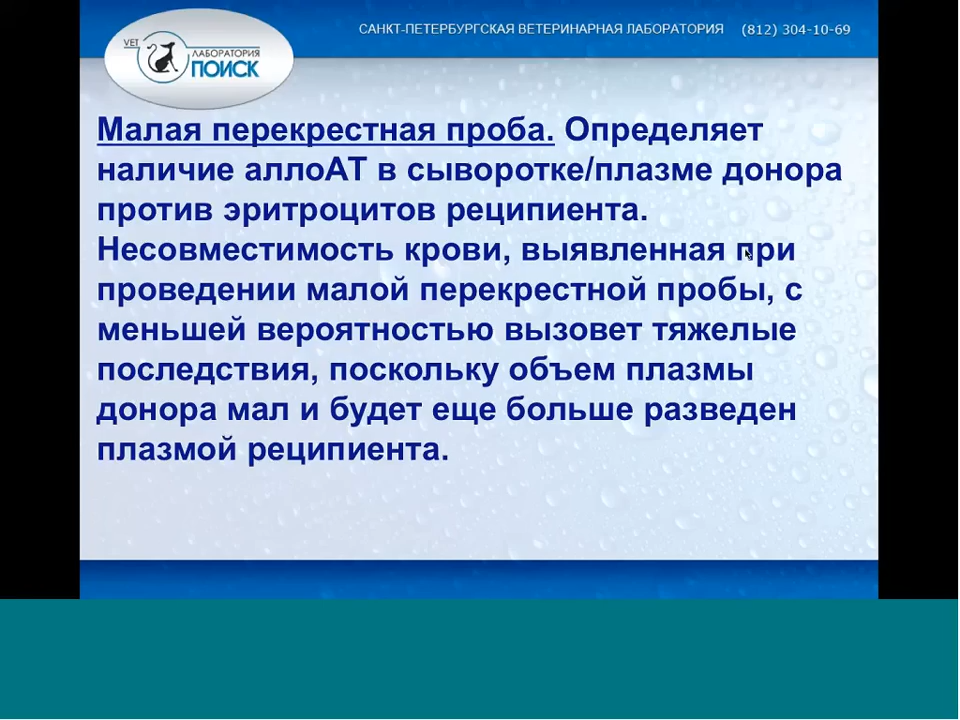 САНКТ-ПЕТЕРБУРГСКАЯ ВЕТЕРИНАРНАЯ ЛАБОРАТОРИЯ (812) 304-10-69
VET
ЛАБОРАТОРИЯ
ПОИСК
Малая перекрестная проба. Определяет
наличие аллоАТ в сыворотке/плазме донора
против эритроцитов реципиента.
Несовместимость крови, выявленная при
проведении малой перекрестной пробы, с
меньшей вероятностью вызовет тяжелые
последствия, поскольку объем плазмы
донора мал и будет еще больше разведен
плазмой реципиента.